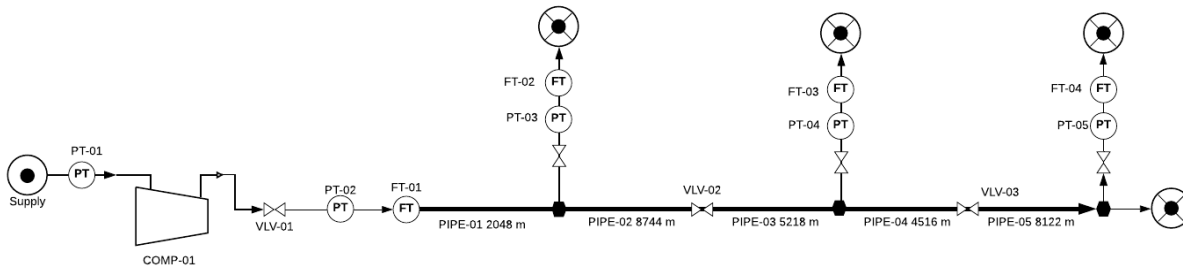 FT-02
FT
PT-03
PT
FT-03
FT
PT-04
PT
FT-04
FT
PT-05
PT
PT-01
PT
Supply
COMP-01
VLV-01
PT-02
PT
FT-01
FT
PIPE-01 2048 m
PIPE-02 8744 m
VLV-02
PIPE-03 5218 m
PIPE-04 4516 m
VLV-03
PIPE-05 8122 m